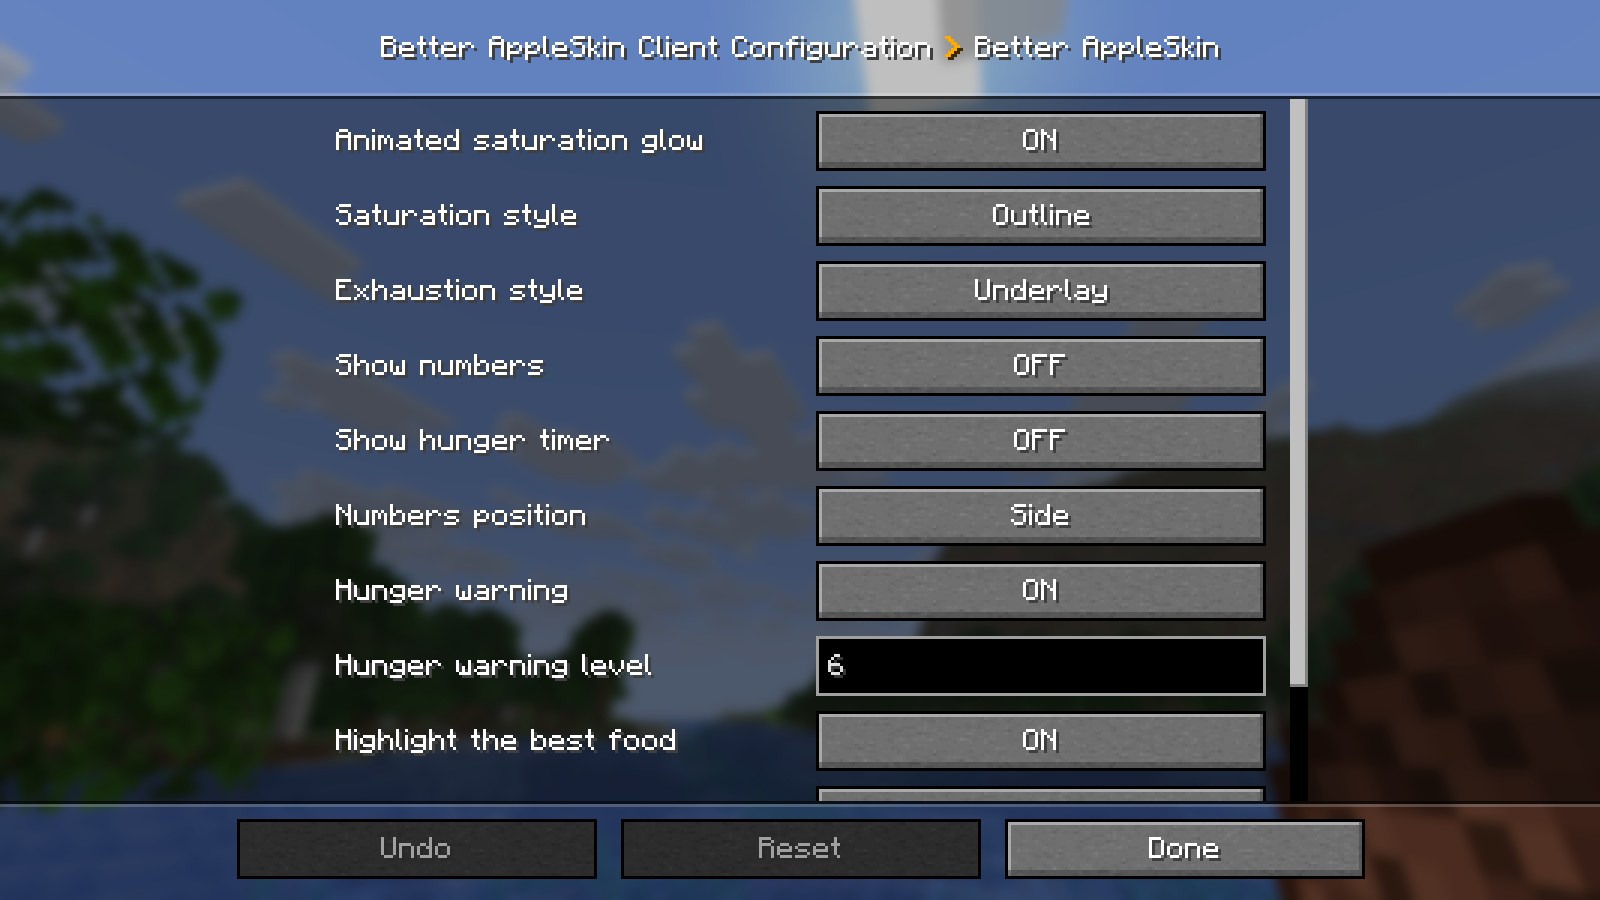 Better AppleSkin Client Configuration > Better AppleSkin
Animated saturation glow ON
Saturation style Outline
Exhaustion style Underlay
Show numbers OFF
Show hunger timer OFF
Numbers position Side
Hunger warning ON
Hunger warning level 6
Highlight the best food ON
Undo Reset Done